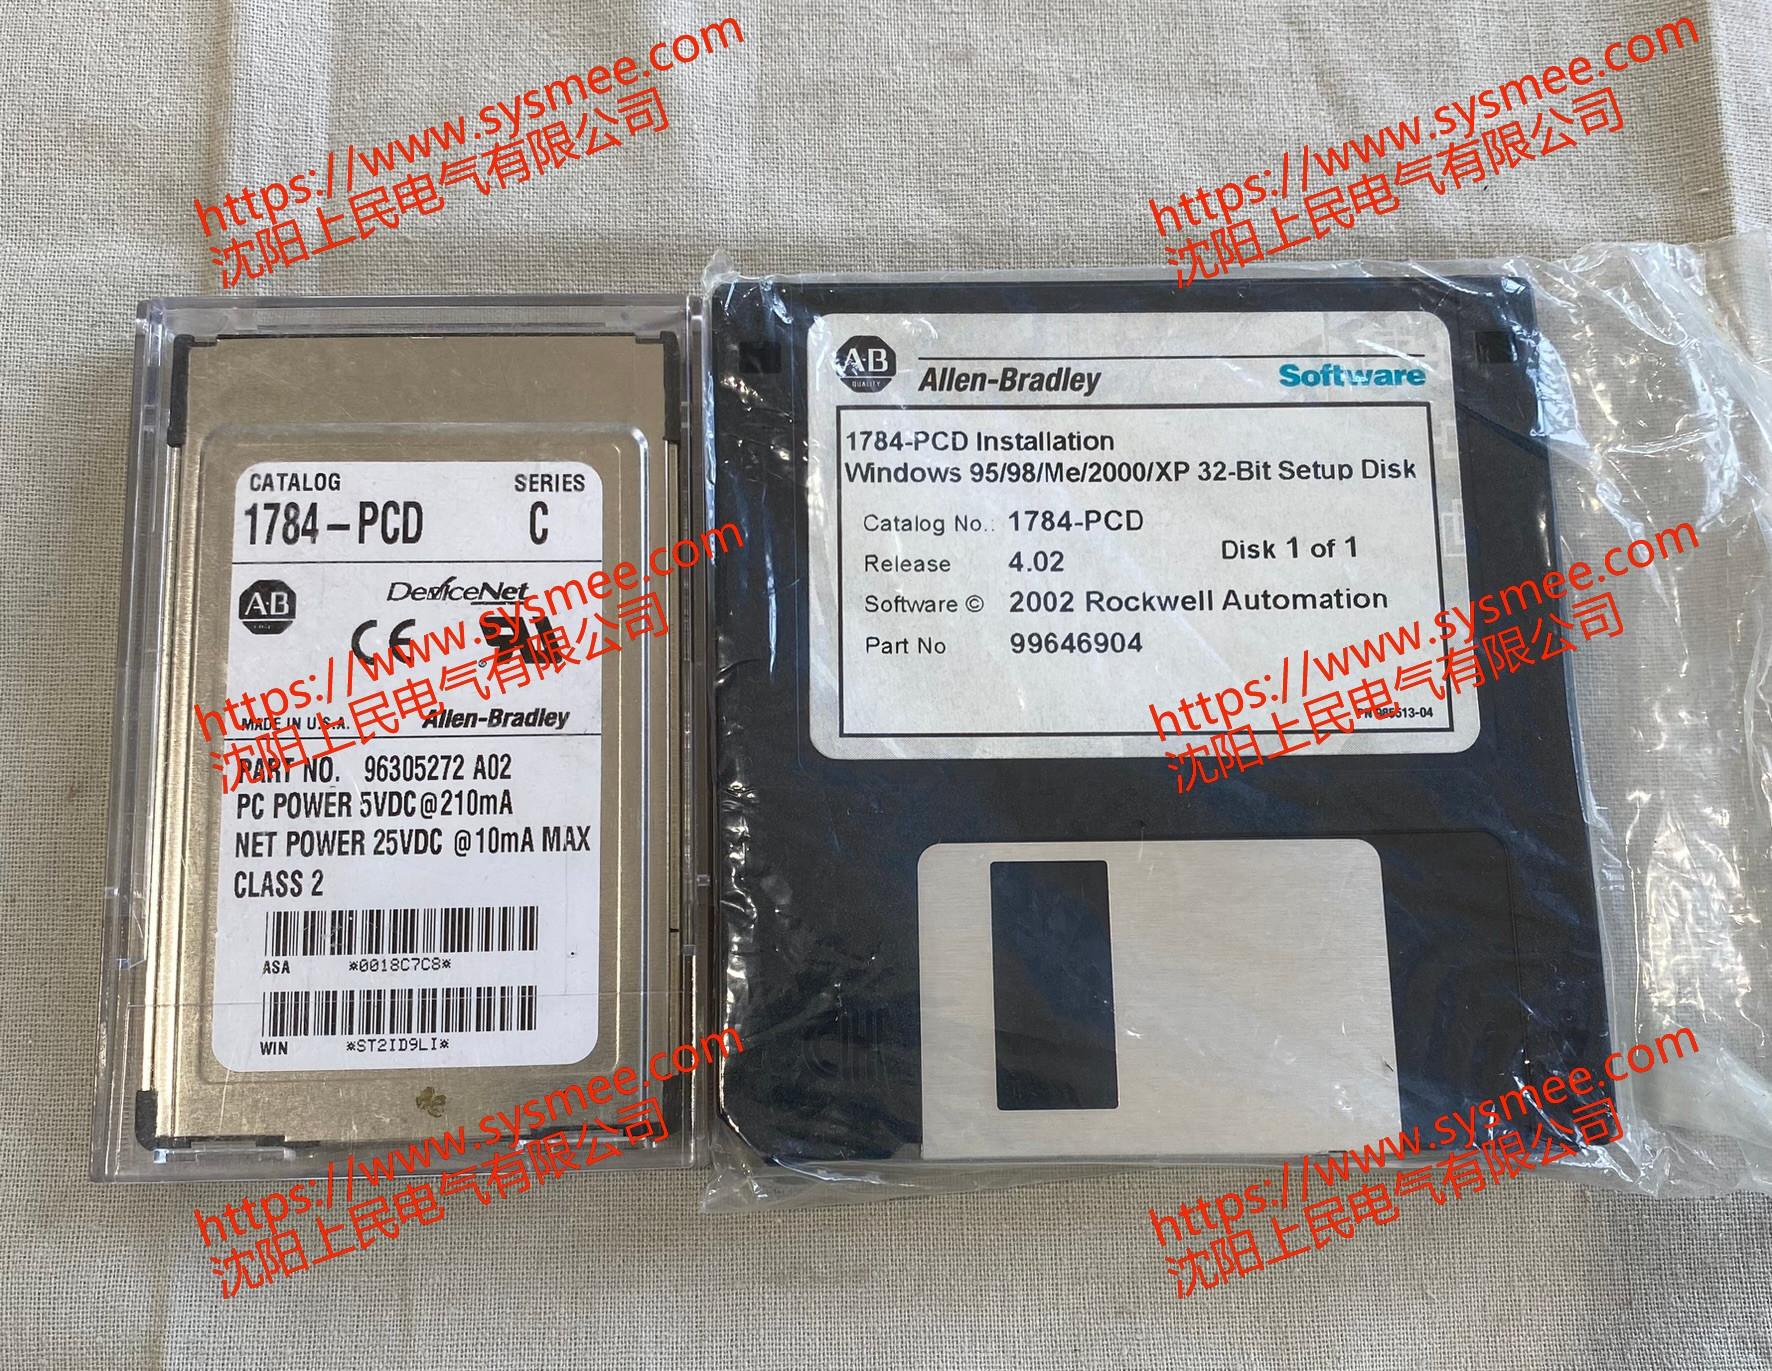 https://www.sysmee.com
沈阳上民电气有限公司
https://www.sysmee.com
沈阳上民电气有限公司
CATALOG SERIES
1784-PCD C
AB
DeviceNet
CE
MADE IN U.S.A. Allen-Bradley
PART NO. 96305272 A02
PC POWER 5VDC@210mA
NET POWER 25VDC @10mA MAX
CLASS 2
ASA *0018C7C8*
WIN *ST2ID9LI*
https://www.sysmee.com
沈阳上民电气有限公司
AB
QUALITY
Allen-Bradley Software
1784-PCD Installation
Windows 95/98/Me/2000/XP 32-Bit Setup Disk
Catalog No.: 1784-PCD
Release 4.02 Disk 1 of 1
Software © 2002 Rockwell Automation
Part No 99646904
PN 985513-04
https://www.sysmee.com
沈阳上民电气有限公司
https://www.sysmee.com
沈阳上民电气有限公司
https://www.sysmee.com
沈阳上民电气有限公司